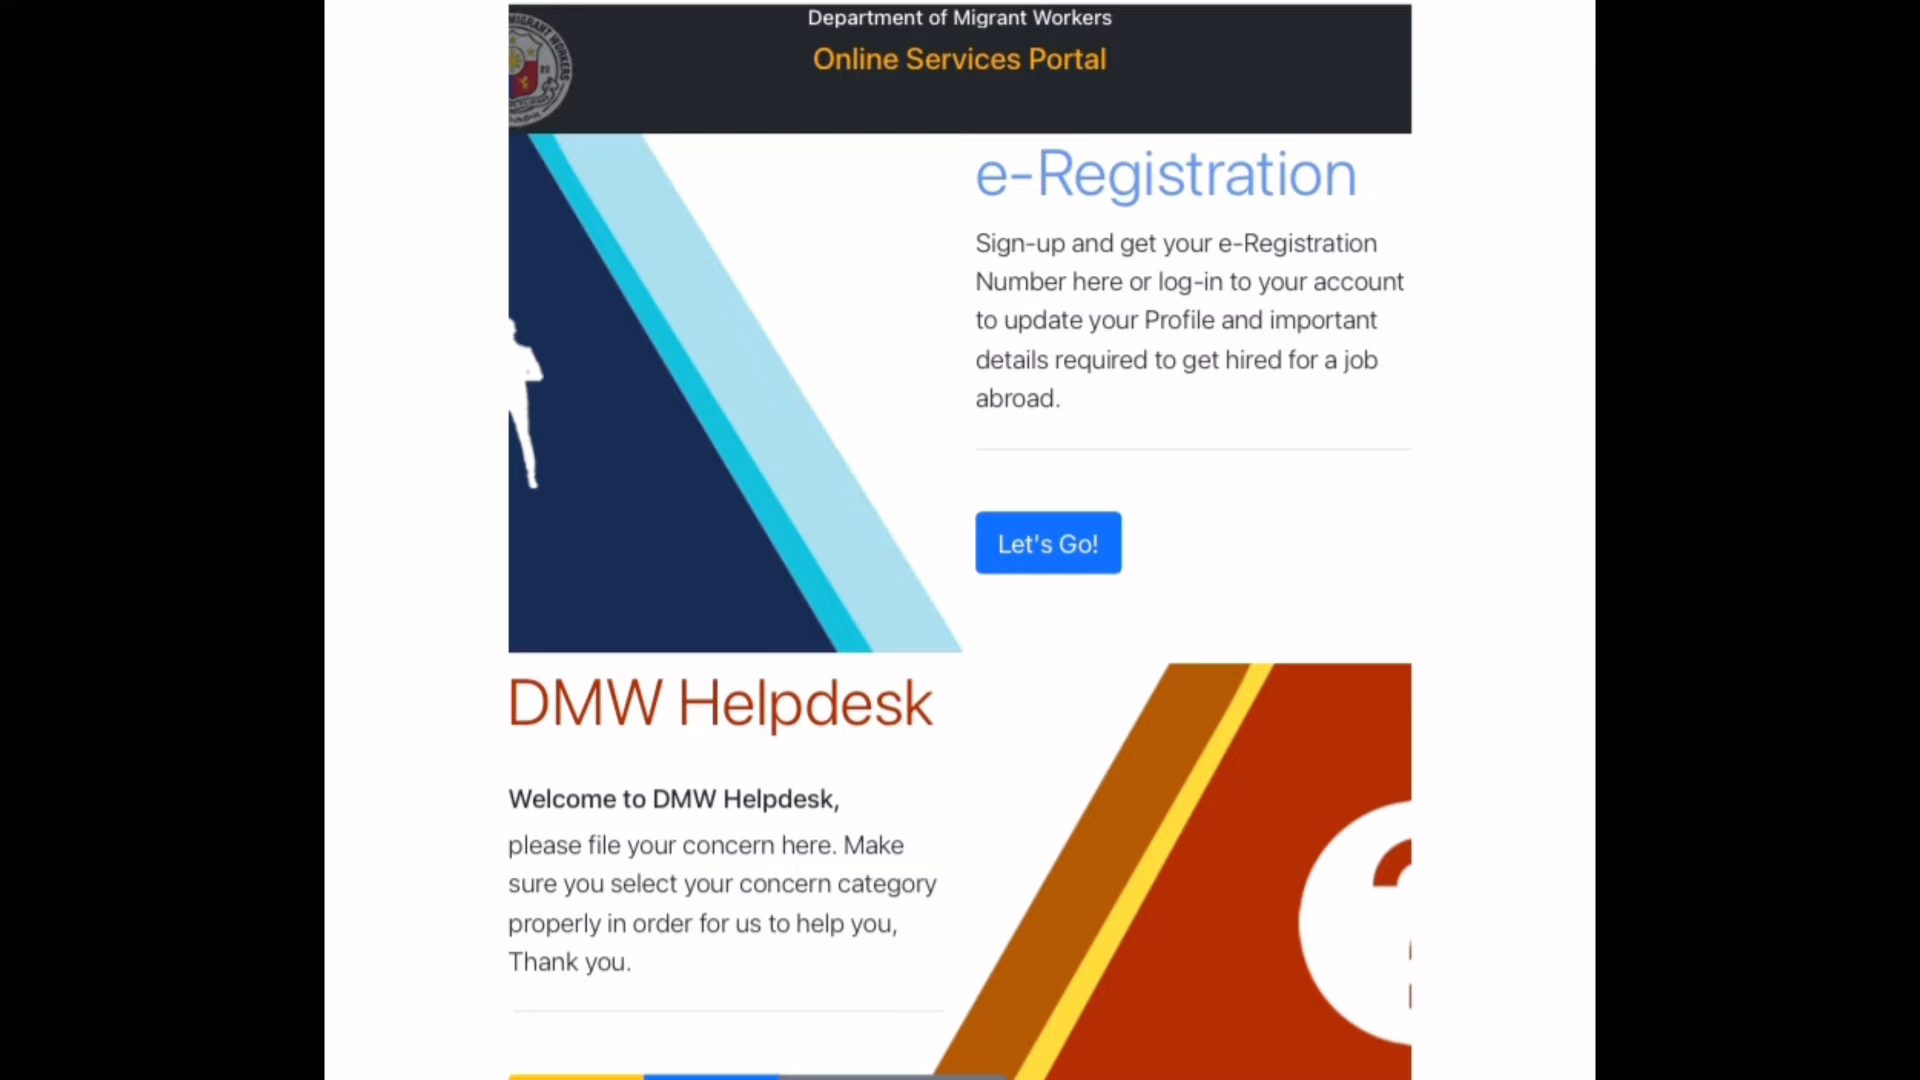 MIGRANT WORKERS
Department of Migrant Workers
Online Services Portal
e-Registration
Sign-up and get your e-Registration
Number here or log-in to your account
to update your Profile and important
details required to get hired for a job
abroad.
Let's Go!
DMW Helpdesk
Welcome to DMW Helpdesk,
please file your concern here. Make
sure you select your concern category
properly in order for us to help you,
Thank you.